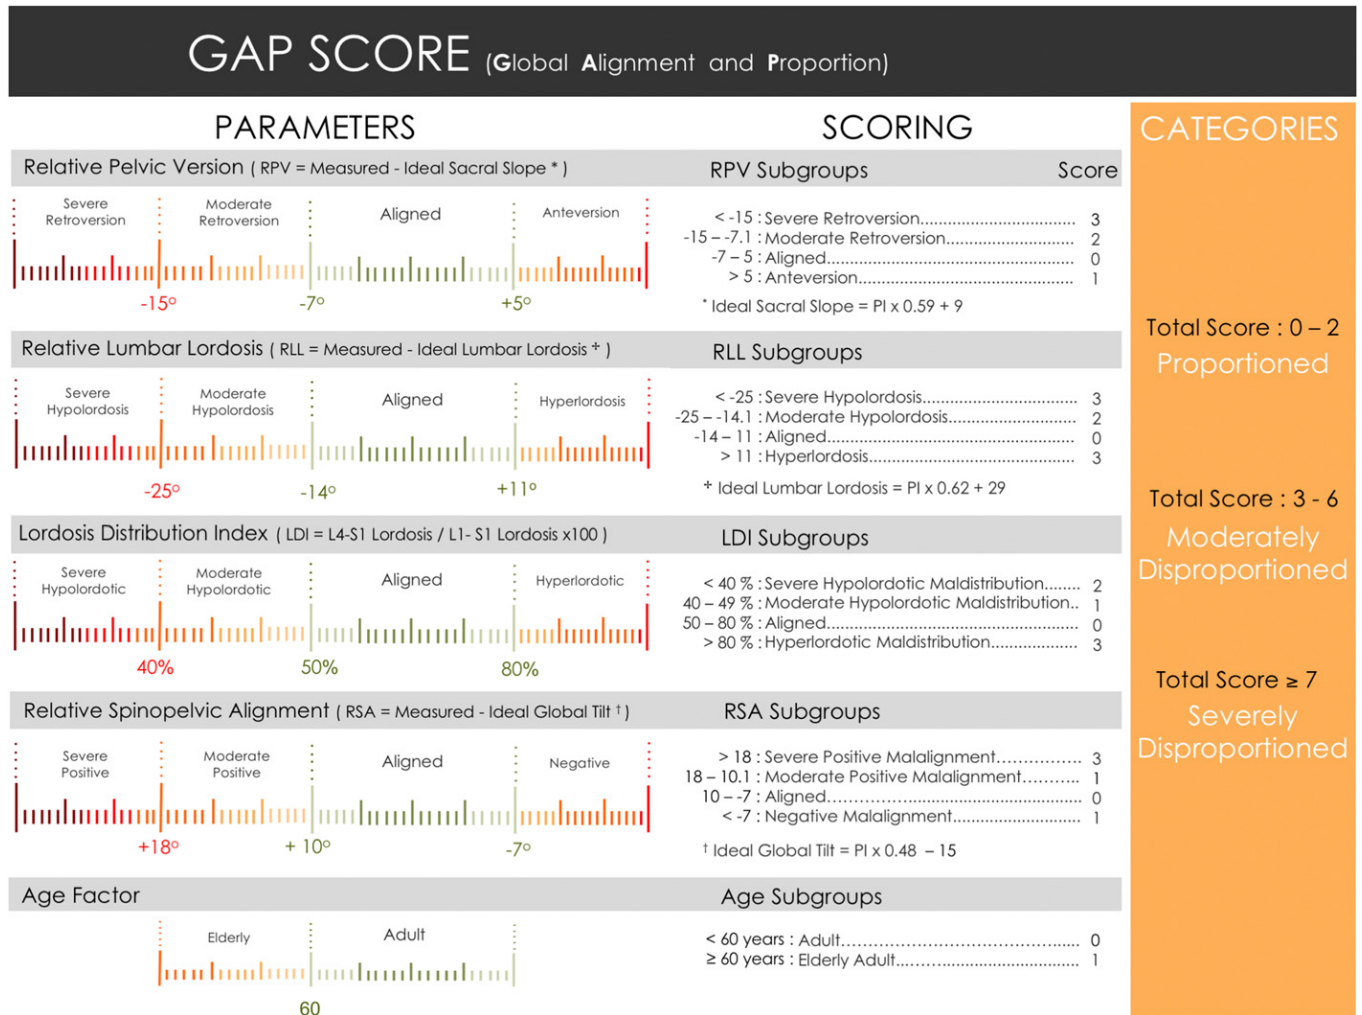 GAP SCORE (Global Alignment and Proportion)
PARAMETERS
SCORING
CATEGORIES
Relative Pelvic Version ( RPV = Measured - Ideal Sacral Slope * )
RPV Subgroups Score
Severe Retroversion
Moderate Retroversion
Aligned
Anteversion
-15° -7° +5°
< -15 : Severe Retroversion 3
-15 – -7.1 : Moderate Retroversion 2
-7 – 5 : Aligned 0
> 5 : Anteversion 1
* Ideal Sacral Slope = PI x 0.59 + 9
Relative Lumbar Lordosis ( RLL = Measured - Ideal Lumbar Lordosis ÷ )
RLL Subgroups
Severe Hypolordosis
Moderate Hypolordosis
Aligned
Hyperlordosis
-25° -14° +11°
< -25 : Severe Hypolordosis 3
-25 – -14.1 : Moderate Hypolordosis 2
-14 – 11 : Aligned 0
> 11 : Hyperlordosis 3
÷ Ideal Lumbar Lordosis = PI x 0.62 + 29
Lordosis Distribution Index ( LDI = L4-S1 Lordosis / L1- S1 Lordosis x100 )
LDI Subgroups
Severe Hypolordotic
Moderate Hypolordotic
Aligned
Hyperlordotic
40% 50% 80%
< 40 % : Severe Hypolordotic Maldistribution 2
40 – 49 % : Moderate Hypolordotic Maldistribution 1
50 – 80 % : Aligned 0
> 80 % : Hyperlordotic Maldistribution 3
Relative Spinopelvic Alignment ( RSA = Measured - Ideal Global Tilt † )
RSA Subgroups
Severe Positive
Moderate Positive
Aligned
Negative
+18° + 10° -7°
> 18 : Severe Positive Malalignment 3
18 – 10.1 : Moderate Positive Malalignment 1
10 – -7 : Aligned 0
< -7 : Negative Malalignment 1
† Ideal Global Tilt = PI x 0.48 – 15
Age Factor
Age Subgroups
Elderly
Adult
60
< 60 years : Adult 0
≥ 60 years : Elderly Adult 1
Total Score : 0 – 2
Proportioned
Total Score : 3 - 6
Moderately
Disproportioned
Total Score ≥ 7
Severely
Disproportioned